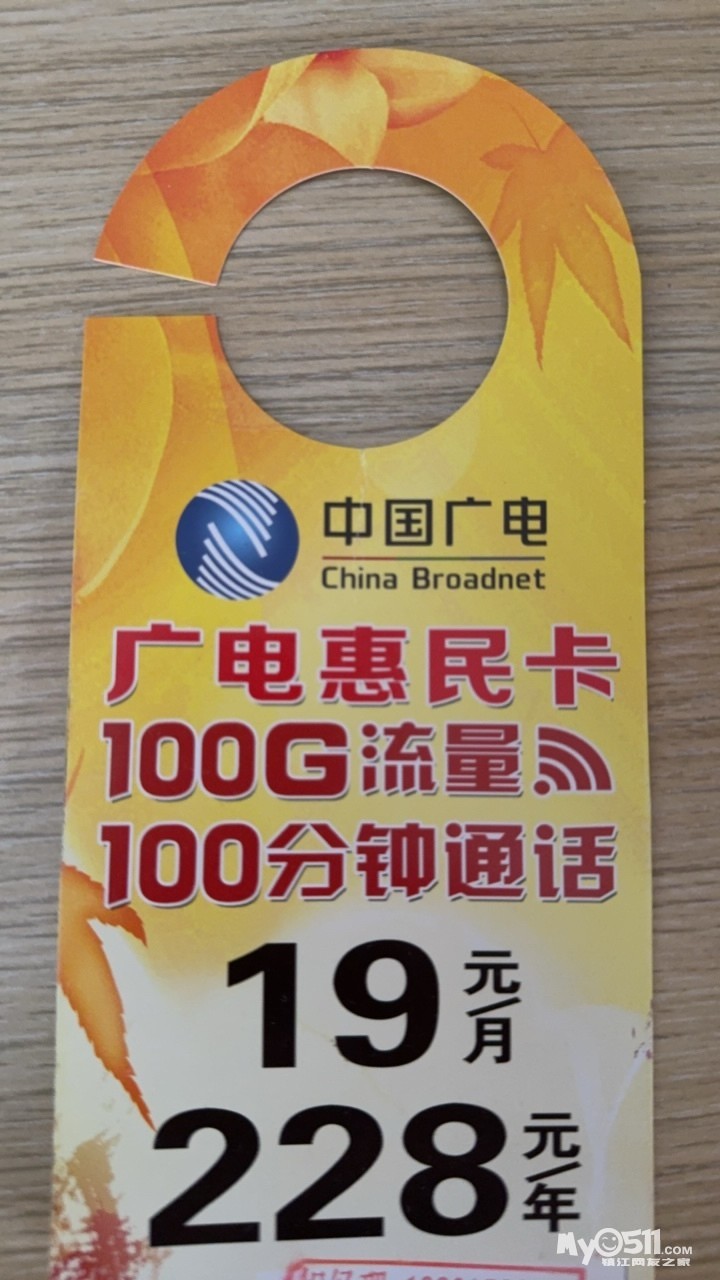 中国广电
China Broadnet
广电惠民卡
100G流量
100分钟通话
19元/月
228元/年
My0511.com
镇江网友之家